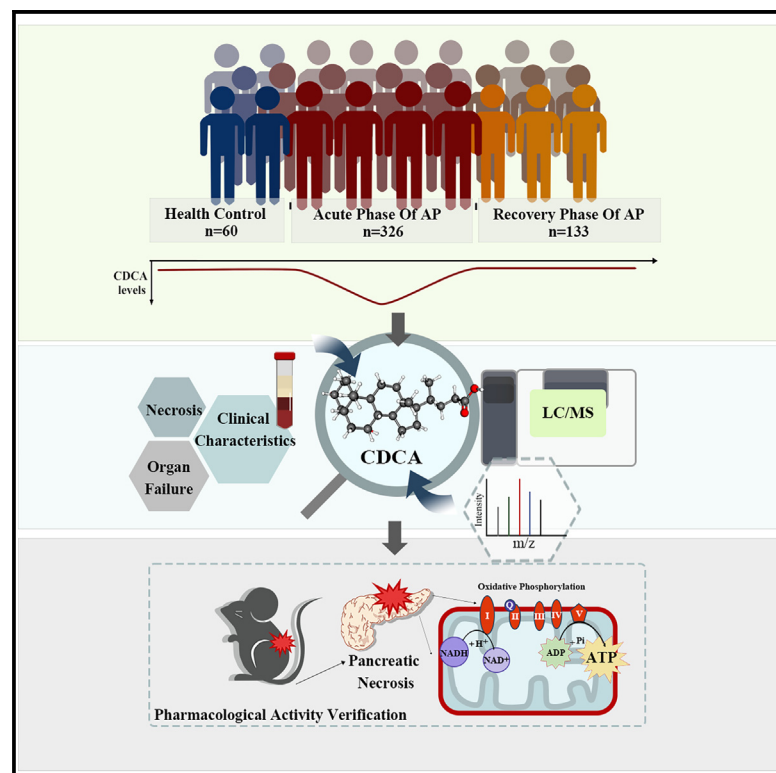 Health Control
n=60
Acute Phase Of AP
n=326
Recovery Phase Of AP
n=133
CDCA
levels
Necrosis
Clinical
Characteristics
Organ
Failure
CDCA
LC/MS
Intensity
m/z
Oxidative Phosphorylation
I
Q
II
III
IV
V
NADH
+H+
NAD+
ADP
+Pi
ATP
Pancreatic
Necrosis
Pharmacological Activity Verification